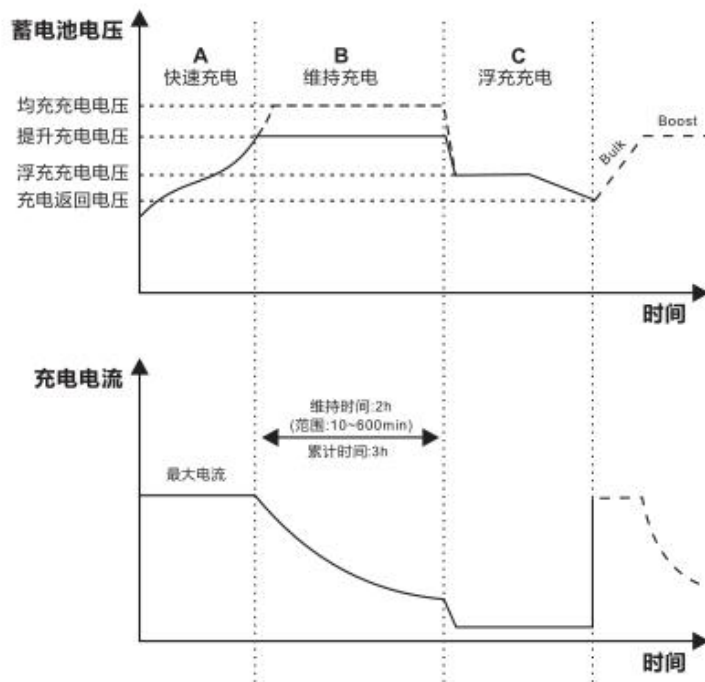 蓄电池电压
A
快速充电
B
维持充电
C
浮充充电
均充充电电压
提升充电电压
浮充充电电压
充电返回电压
Bulk
Boost
时间
充电电流
维持时间:2h
(范围:10~600min)
累计时间:3h
最大电流
时间